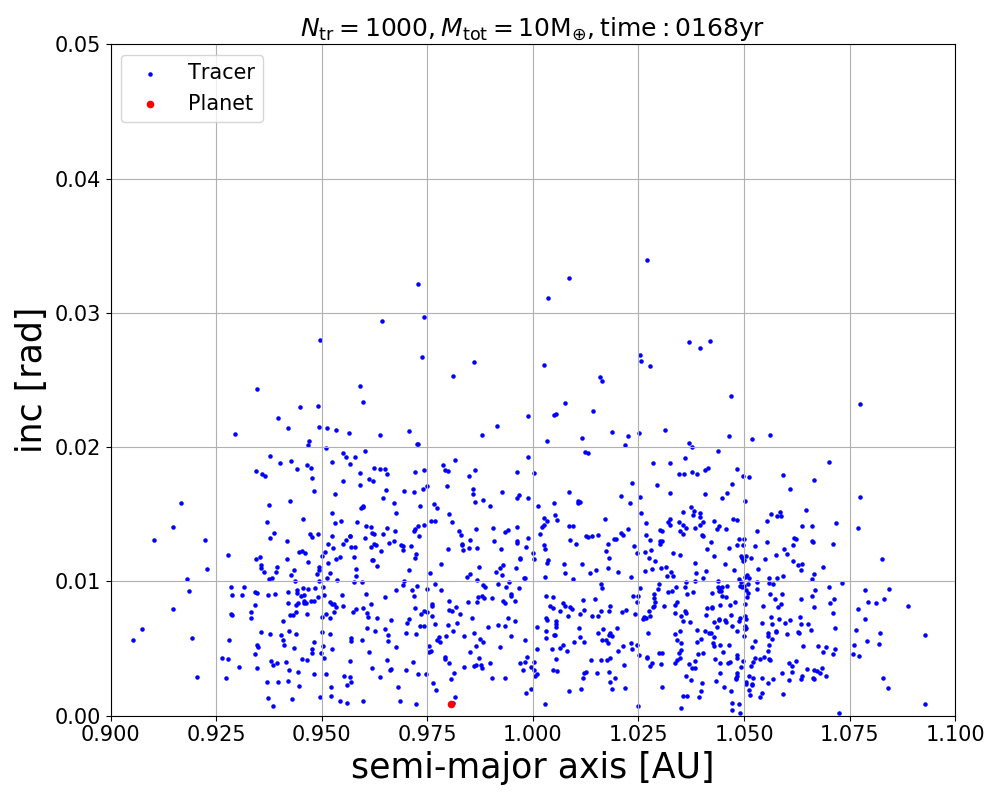 N_tr = 1000, M_tot = 10M_⊕, time : 0168yr
0.05
Tracer
Planet
0.04
0.03
inc [rad]
0.02
0.01
0.00
0.900 0.925 0.950 0.975 1.000 1.025 1.050 1.075 1.100
semi-major axis [AU]